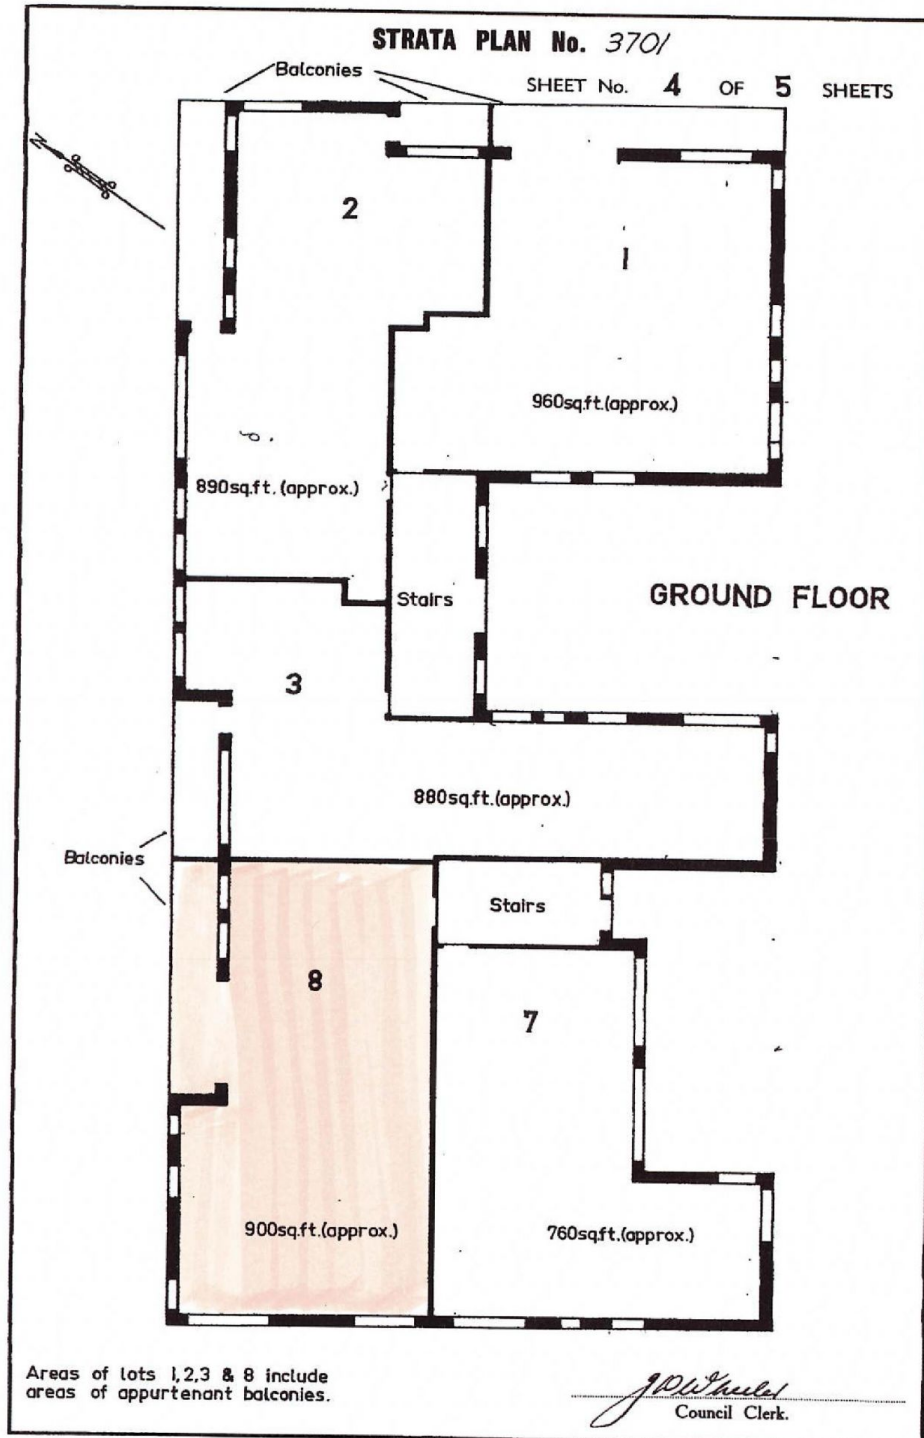 STRATA PLAN No. 3701
Balconies
SHEET No. 4 OF 5 SHEETS
N
2
1
960sq.ft.(approx.)
890sq.ft. (approx.)
Stairs
GROUND FLOOR
3
880sq.ft.(approx.)
Balconies
Stairs
8
7
900sq.ft.(approx.)
760sq.ft.(approx.)
Areas of lots 1,2,3 & 8 include
areas of appurtenant balconies.
Council Clerk.